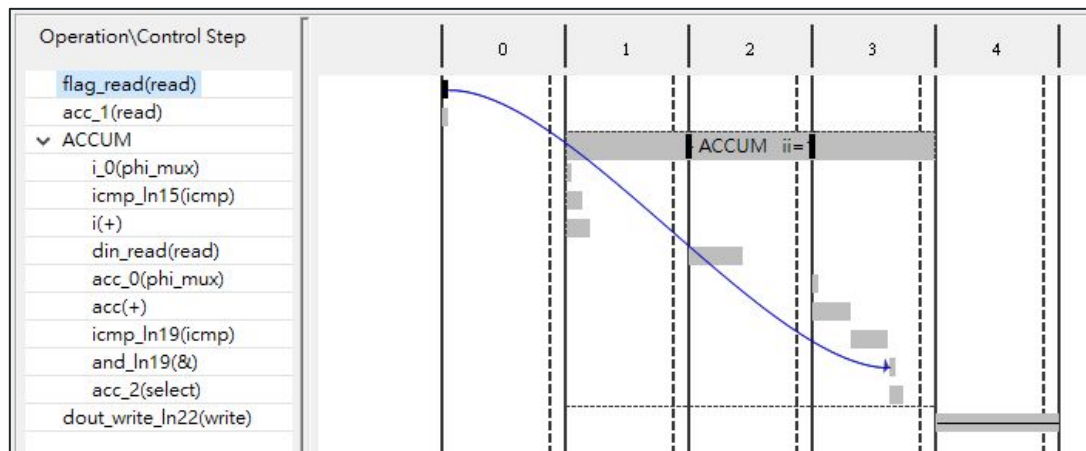 Operation\Control Step
0 1 2 3 4
flag_read(read)
acc_1(read)
ACCUM
ACCUM ii=
i_0(phi_mux)
icmp_ln15(icmp)
i(+)
din_read(read)
acc_0(phi_mux)
acc(+)
icmp_ln19(icmp)
and_ln19(&)
acc_2(select)
dout_write_ln22(write)